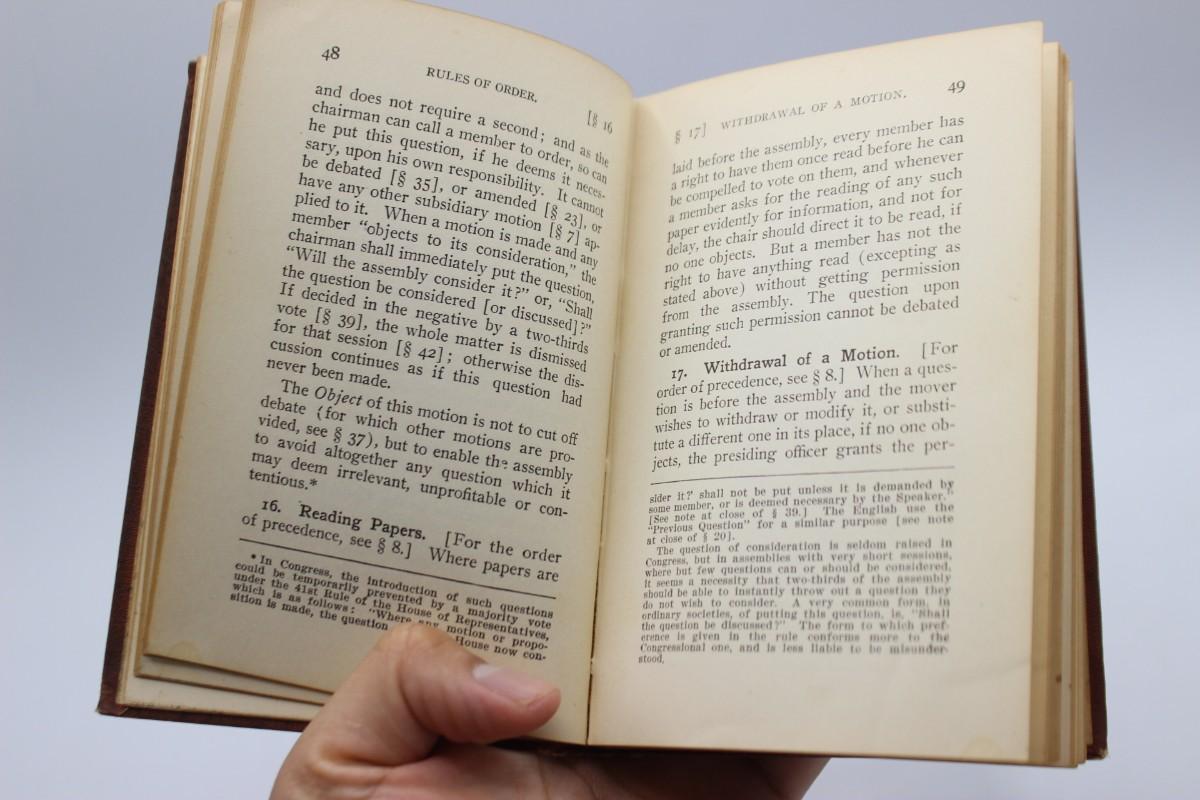 48
RULES OF ORDER.
[§ 16
and does not require a second; and as the
chairman can call a member to order, so can
he put this question, if he deems it neces-
sary, upon his own responsibility. It cannot
be debated [§ 35], or amended [§ 23], or
have any other subsidiary motion [§ 7] ap-
plied to it. When a motion is made and any
member “objects to its consideration,” the
chairman shall immediately put the question,
“Will the assembly consider it?” or, “Shall
the question be considered [or discussed]?”
If decided in the negative by a two-thirds
vote [§ 39], the whole matter is dismissed
for that session [§ 42]; otherwise the dis-
cussion continues as if this question had
never been made.
The Object of this motion is not to cut off
debate (for which other motions are pro-
vided, see § 37), but to enable the assembly
to avoid altogether any question which it
may deem irrelevant, unprofitable or con-
tentious.*
16. Reading Papers. [For the order
of precedence, see § 8.] Where papers are
* In Congress, the introduction of such questions
could be temporarily prevented by a majority vote
under the 41st Rule of the House of Representatives,
which is as follows: “Where any motion or propo-
sition is made, the question House now con-
§ 17] WITHDRAWAL OF A MOTION. 49
laid before the assembly, every member has
a right to have them once read before he can
be compelled to vote on them, and whenever
a member asks for the reading of any such
paper evidently for information, and not for
delay, the chair should direct it to be read, if
no one objects. But a member has not the
right to have anything read (excepting as
stated above) without getting permission
from the assembly. The question upon
granting such permission cannot be debated
or amended.
17. Withdrawal of a Motion. [For
order of precedence, see § 8.] When a ques-
tion is before the assembly and the mover
wishes to withdraw or modify it, or substi-
tute a different one in its place, if no one ob-
jects, the presiding officer grants the per-
sider it?’ shall not be put unless it is demanded by
some member, or is deemed necessary by the Speaker.”
[See note at close of § 39.] The English use the
“Previous Question” for a similar purpose [see note
at close of § 20].
The question of consideration is seldom raised in
Congress, but in assemblies with very short sessions,
where but few questions can or should be considered,
it seems a necessity that two-thirds of the assembly
should be able to instantly throw out a question they
do not wish to consider. A very common form, in
ordinary societies, of putting this question, is, “Shall
the question be discussed?” The form to which pref-
erence is given in the rule conforms more to the
Congressional one, and is less liable to be misunder-
stood.